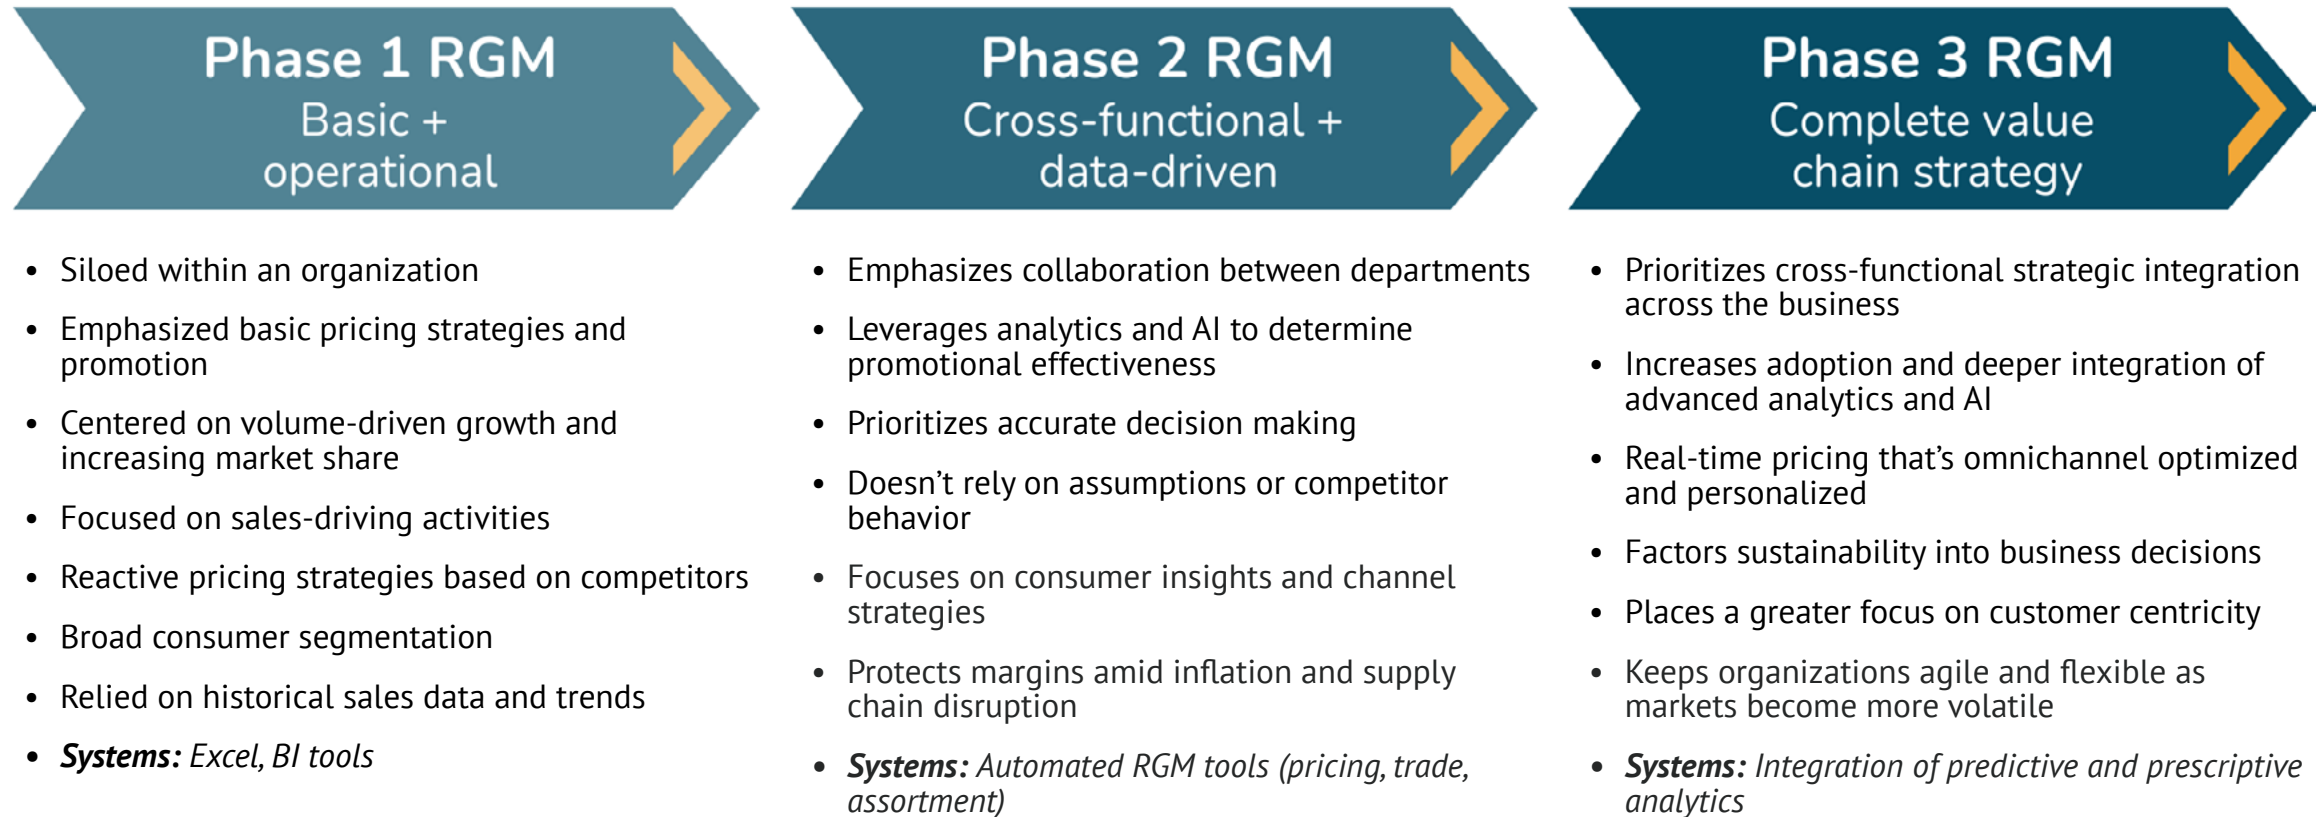 Phase 1 RGM
Basic +
operational
• Siloed within an organization
• Emphasized basic pricing strategies and
promotion
• Centered on volume-driven growth and
increasing market share
• Focused on sales-driving activities
• Reactive pricing strategies based on competitors
• Broad consumer segmentation
• Relied on historical sales data and trends
• Systems: Excel, BI tools
Phase 2 RGM
Cross-functional +
data-driven
• Emphasizes collaboration between departments
• Leverages analytics and AI to determine
promotional effectiveness
• Prioritizes accurate decision making
• Doesn’t rely on assumptions or competitor
behavior
• Focuses on consumer insights and channel
strategies
• Protects margins amid inflation and supply
chain disruption
• Systems: Automated RGM tools (pricing, trade,
assortment)
Phase 3 RGM
Complete value
chain strategy
• Prioritizes cross-functional strategic integration
across the business
• Increases adoption and deeper integration of
advanced analytics and AI
• Real-time pricing that’s omnichannel optimized
and personalized
• Factors sustainability into business decisions
• Places a greater focus on customer centricity
• Keeps organizations agile and flexible as
markets become more volatile
• Systems: Integration of predictive and prescriptive
analytics